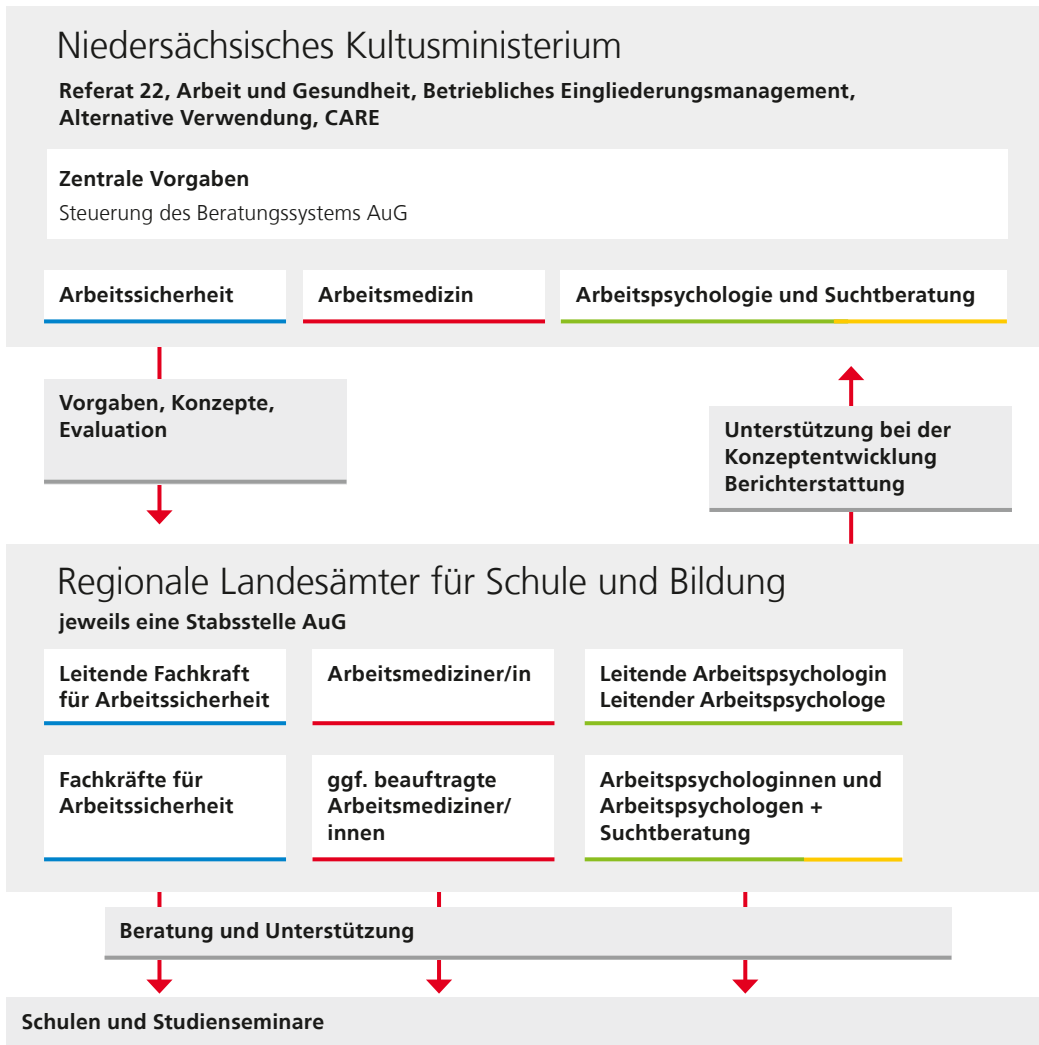 Niedersächsisches Kultusministerium
Referat 22, Arbeit und Gesundheit, Betriebliches Eingliederungsmanagement,
Alternative Verwendung, CARE
Zentrale Vorgaben
Steuerung des Beratungssystems AuG
Arbeitssicherheit
Arbeitsmedizin
Arbeitspsychologie und Suchtberatung
Vorgaben, Konzepte,
Evaluation
Unterstützung bei der
Konzeptentwicklung
Berichterstattung
Regionale Landesämter für Schule und Bildung
jeweils eine Stabsstelle AuG
Leitende Fachkraft
für Arbeitssicherheit
Arbeitsmediziner/in
Leitende Arbeitspsychologin
Leitender Arbeitspsychologe
Fachkräfte für
Arbeitssicherheit
ggf. beauftragte
Arbeitsmediziner/
innen
Arbeitspsychologinnen und
Arbeitspsychologen +
Suchtberatung
Beratung und Unterstützung
Schulen und Studienseminare